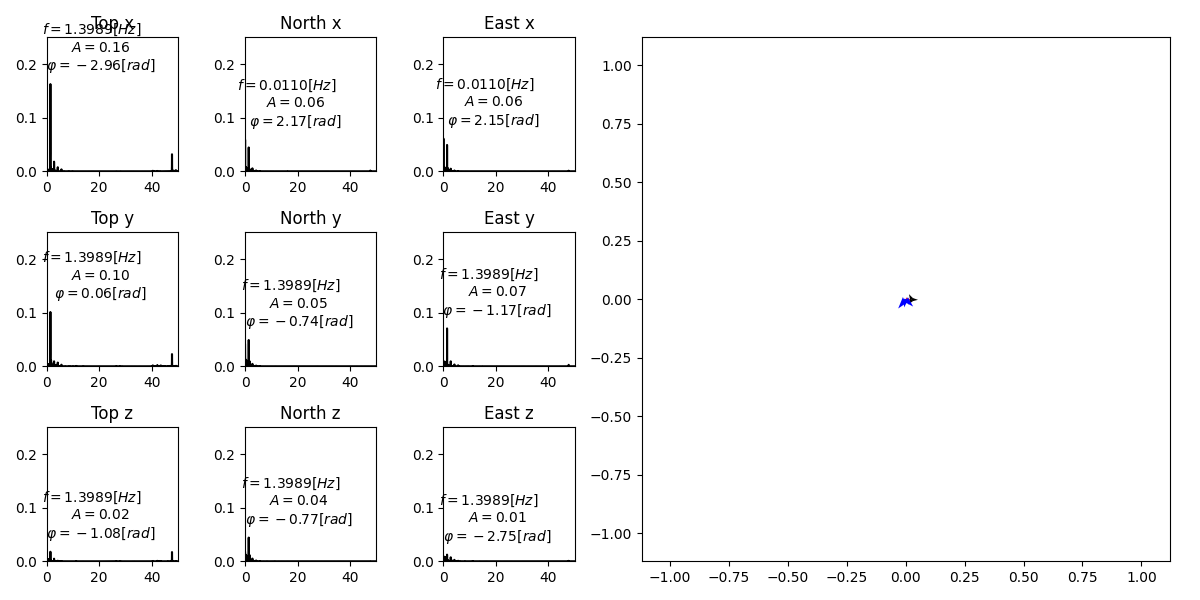 Top x
f = 1.3989[Hz]
A = 0.16
φ = −2.96[rad]
0.2
0.1
0.0
0 20 40
North x
f = 0.0110[Hz]
A = 0.06
φ = 2.17[rad]
0.2
0.1
0.0
0 20 40
East x
f = 0.0110[Hz]
A = 0.06
φ = 2.15[rad]
0.2
0.1
0.0
0 20 40
Top y
f = 1.3989[Hz]
A = 0.10
φ = 0.06[rad]
0.2
0.1
0.0
0 20 40
North y
f = 1.3989[Hz]
A = 0.05
φ = −0.74[rad]
0.2
0.1
0.0
0 20 40
East y
f = 1.3989[Hz]
A = 0.07
φ = −1.17[rad]
0.2
0.1
0.0
0 20 40
Top z
f = 1.3989[Hz]
A = 0.02
φ = −1.08[rad]
0.2
0.1
0.0
0 20 40
North z
f = 1.3989[Hz]
A = 0.04
φ = −0.77[rad]
0.2
0.1
0.0
0 20 40
East z
f = 1.3989[Hz]
A = 0.01
φ = −2.75[rad]
0.2
0.1
0.0
0 20 40
1.00
0.75
0.50
0.25
0.00
−0.25
−0.50
−0.75
−1.00
−1.00 −0.75 −0.50 −0.25 0.00 0.25 0.50 0.75 1.00